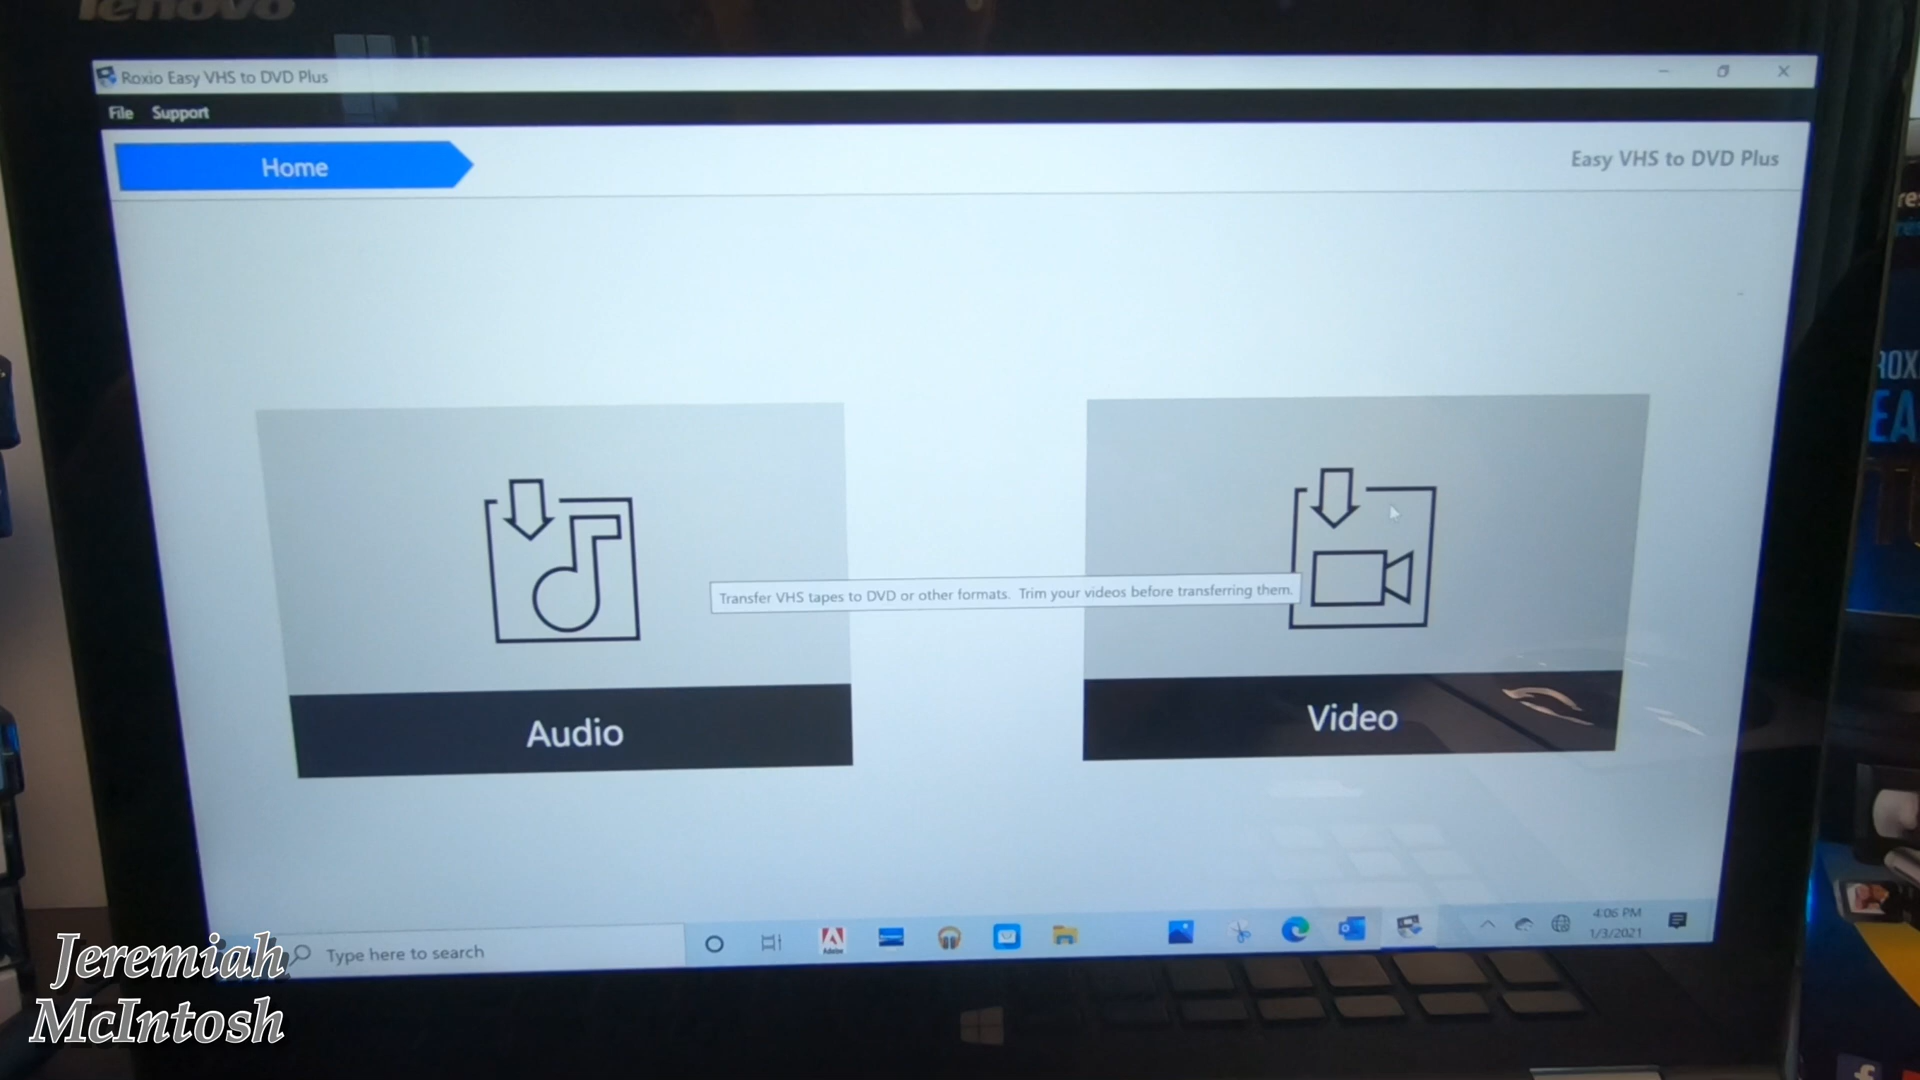 lenovo
Roxio Easy VHS to DVD Plus
File Support
Home
Easy VHS to DVD Plus
Transfer VHS tapes to DVD or other formats. Trim your videos before transferring them.
Audio
Video
Type here to search
Adobe
4:06 PM
1/3/2021
Jeremiah
McIntosh